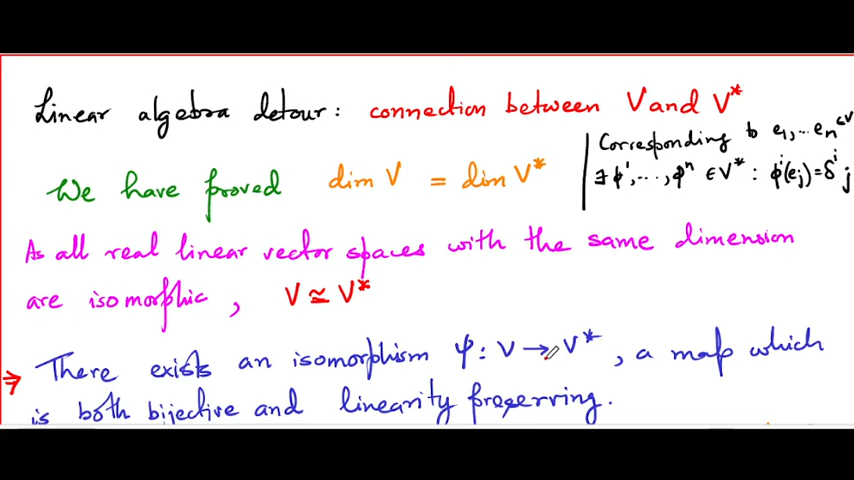 Linear algebra detour: connection between V and V*
Corresponding to e₁,...eₙ∈V
∃ ϕ¹,...,ϕⁿ ∈V*: ϕⁱ(eⱼ)=δⁱⱼ
We have proved dim V = dim V*
As all real linear vector spaces with the same dimension
are isomorphic, V ≅ V*
⇒ There exists an isomorphism ψ: V → V*, a map which
is both bijective and linearity preserving.